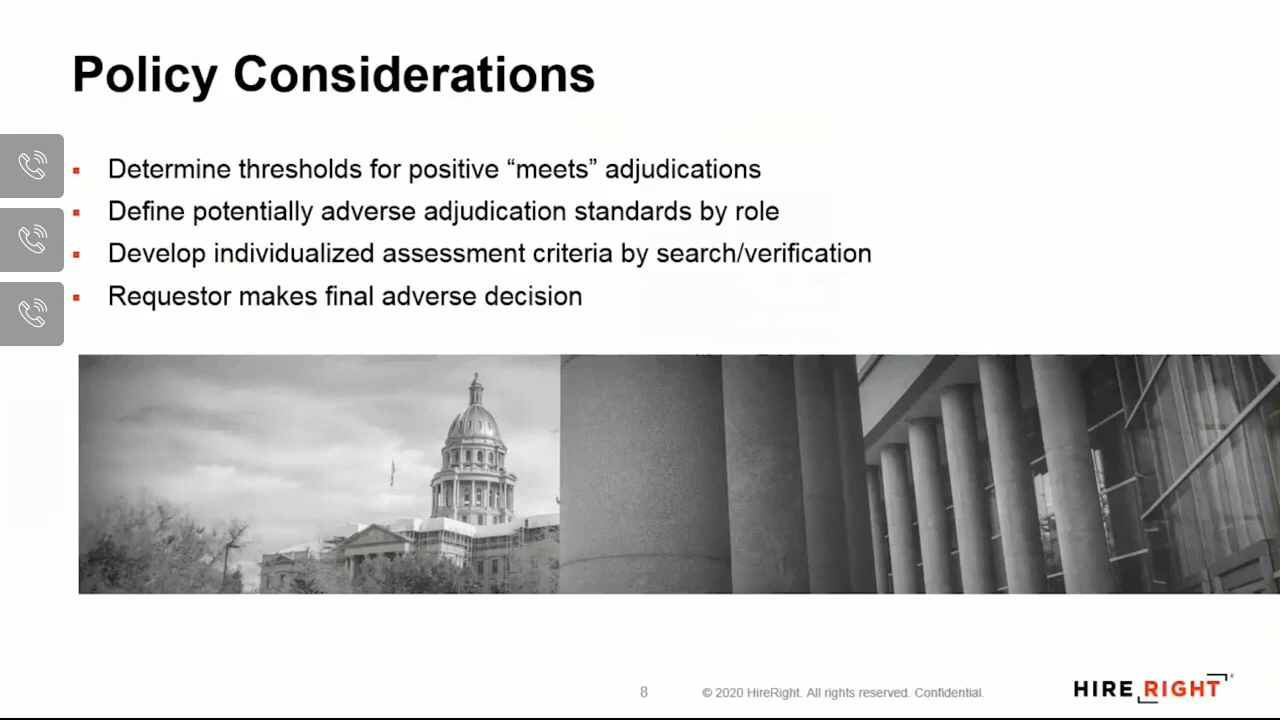 Policy Considerations
Determine thresholds for positive “meets” adjudications
Define potentially adverse adjudication standards by role
Develop individualized assessment criteria by search/verification
Requestor makes final adverse decision
8
© 2020 HireRight. All rights reserved. Confidential.
HIRE RIGHT